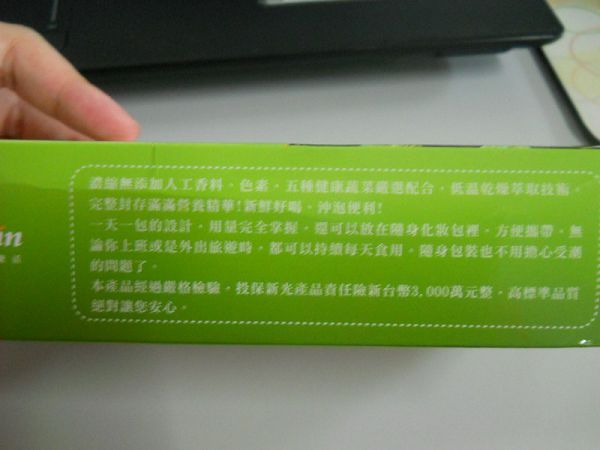 濃縮無添加人工香料，色素，五種健康蔬菜嚴選配合，低溫乾燥萃取技術，
完整封存滿滿營養精華!新鮮好喝，沖泡便利!
一天一包的設計，用量完全掌握，還可以放在隨身化妝包裡，方便攜帶，無
論你上班或是外出旅遊時，都可以持續每天食用。隨身包裝也不用擔心受潮
的問題了。
本產品經過嚴格檢驗，投保新光產品責任險新台幣3,000萬元整，高標準品質
絕對讓您安心。
in